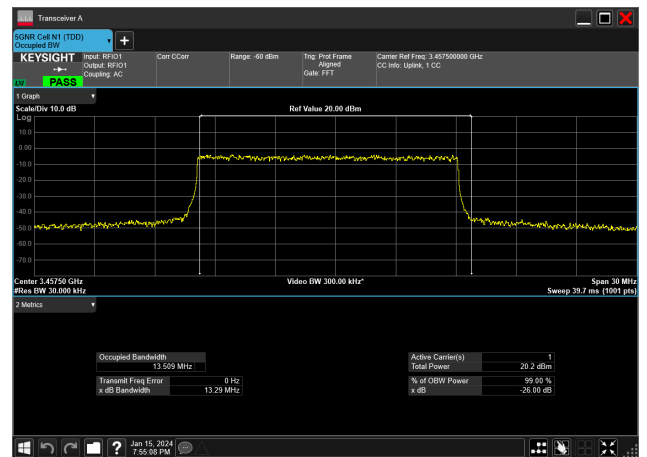 Transceiver A
5GNR Cell N1 (TDD)
Occupied BW
KEYSIGHT
LXI
PASS
Input: RFIO1
Output: RFIO1
Coupling: AC
Corr CCorr
Range: -60 dBm
Trig: Prot Frame
Aligned
Gate: FFT
Carrier Ref Freq: 3.457500000 GHz
CC Info: Uplink, 1 CC
1 Graph
Scale/Div 10.0 dB
Ref Value 20.00 dBm
Log
10.0
0.00
-10.0
-20.0
-30.0
-40.0
-50.0
-60.0
-70.0
Center 3.45750 GHz
Video BW 300.00 kHz*
Span 30 MHz
#Res BW 30.000 kHz
Sweep 39.7 ms (1001 pts)
2 Metrics
Occupied Bandwidth
13.509 MHz
Active Carrier(s) 1
Total Power 20.2 dBm
Transmit Freq Error 0 Hz
x dB Bandwidth 13.29 MHz
% of OBW Power 99.00 %
x dB -26.00 dB
Jan 15, 2024
7:55:08 PM